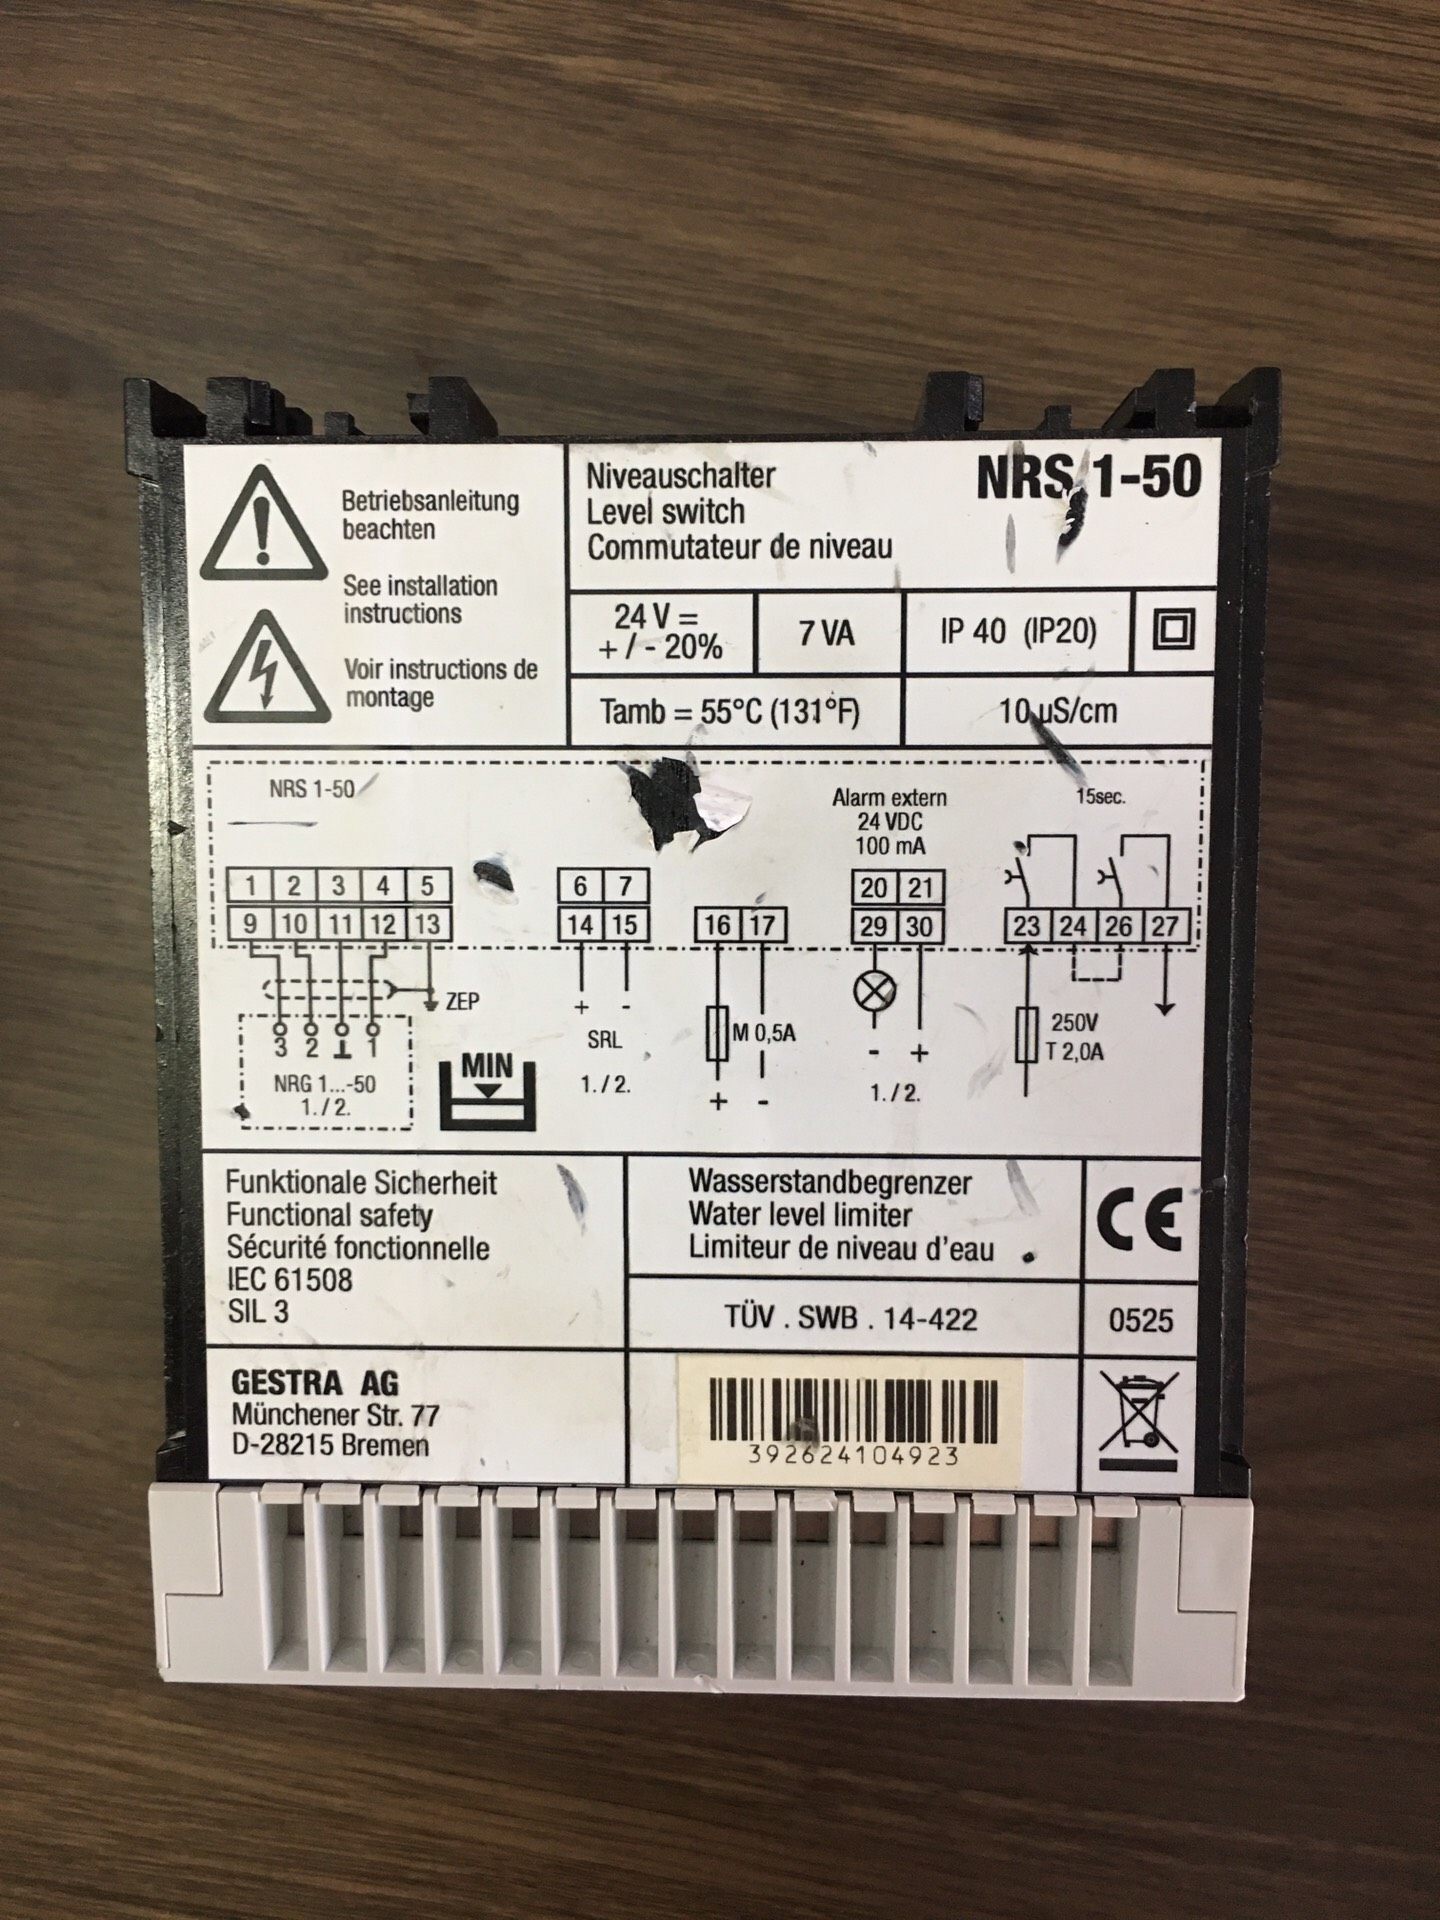 Betriebsanleitung
beachten
See installation
instructions
Voir instructions de
montage
Niveauschalter
Level switch
Commutateur de niveau
NRS 1-50
24 V =
+ / - 20%
7 VA
IP 40 (IP20)
Tamb = 55°C (131°F)
10 µS/cm
NRS 1-50
Alarm extern
24 VDC
100 mA
15sec.
1 2 3 4 5
6 7
20 21
9 10 11 12 13
14 15
16 17
29 30
23 24 26 27
ZEP
3 2 1
NRG 1...-50
1. / 2.
MIN
+ -
SRL
1. / 2.
M 0,5A
+ -
- +
1. / 2.
250V
T 2,0A
Funktionale Sicherheit
Functional safety
Sécurité fonctionnelle
IEC 61508
SIL 3
Wasserstandbegrenzer
Water level limiter
Limiteur de niveau d'eau
CE
TÜV . SWB . 14-422
0525
GESTRA AG
Münchener Str. 77
D-28215 Bremen
392624104923